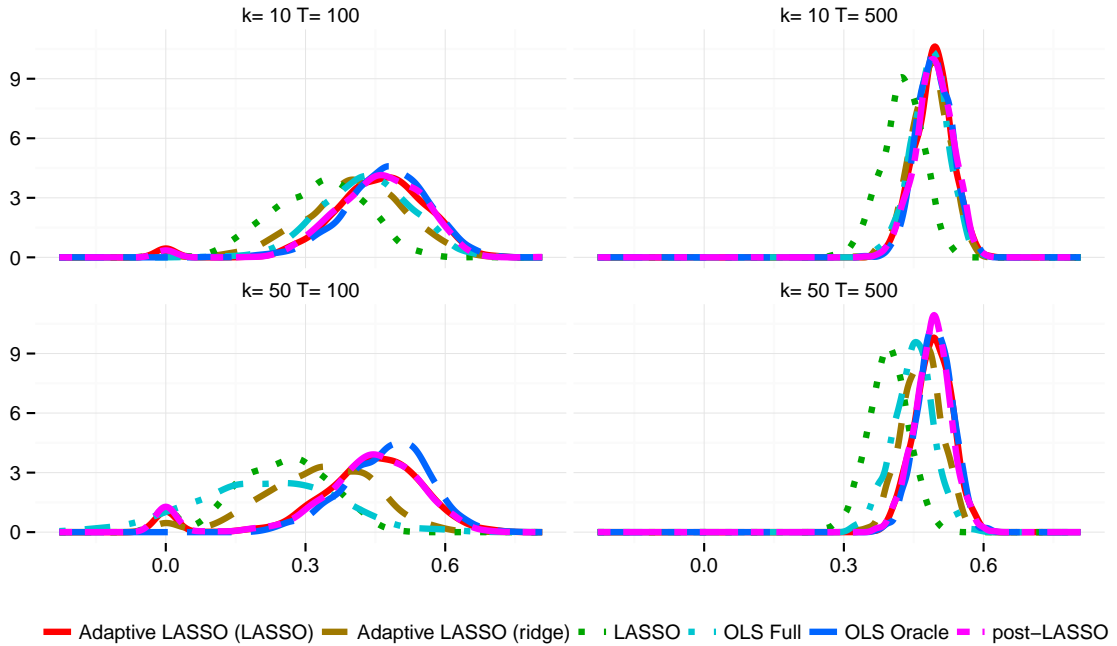 k= 10 T= 100
k= 10 T= 500
9
6
3
0
k= 50 T= 100
k= 50 T= 500
9
6
3
0
0.0 0.3 0.6 0.0 0.3 0.6
Adaptive LASSO (LASSO) Adaptive LASSO (ridge) LASSO OLS Full OLS Oracle post−LASSO